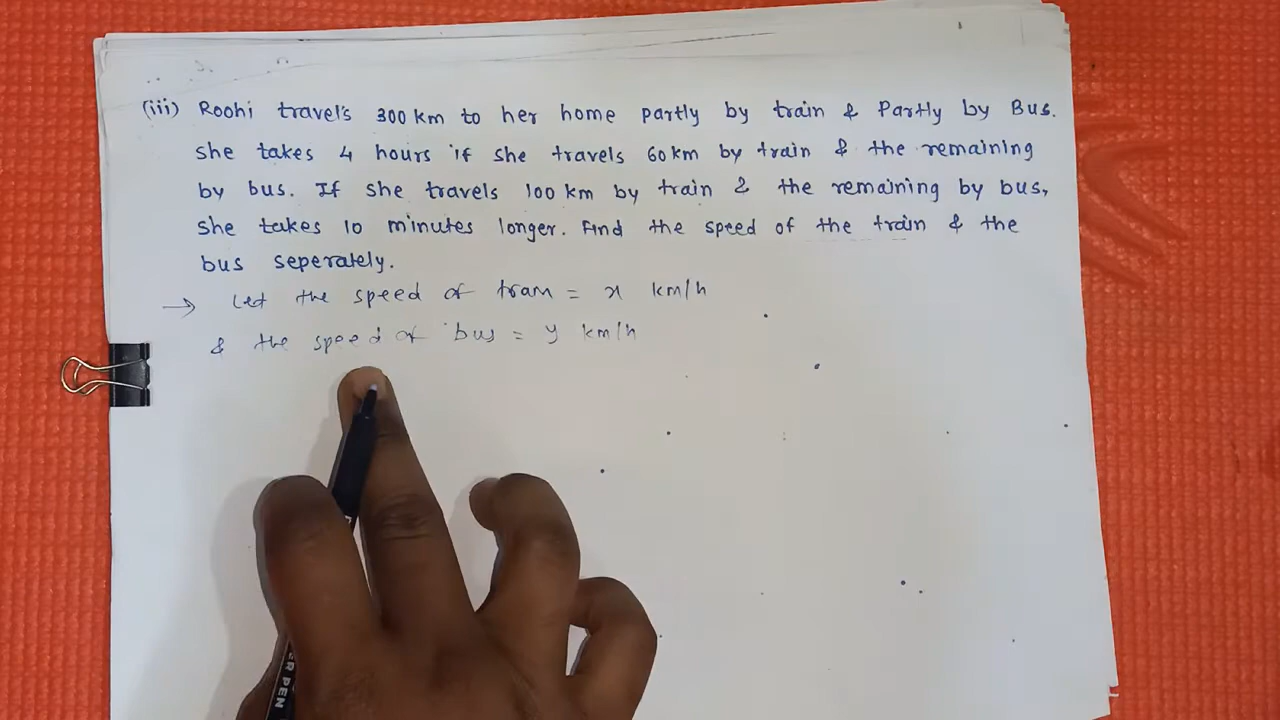 (iii) Roohi travel's 300 km to her home partly by train & Partly by Bus.
she takes 4 hours if she travels 60 km by train & the remaining
by bus. If she travels 100 km by train & the remaining by bus,
she takes 10 minutes longer. Find the speed of the train & the
bus seperately.
→ Let the speed of tram = x km/h
& the speed of bus = y km/h
ER PEN